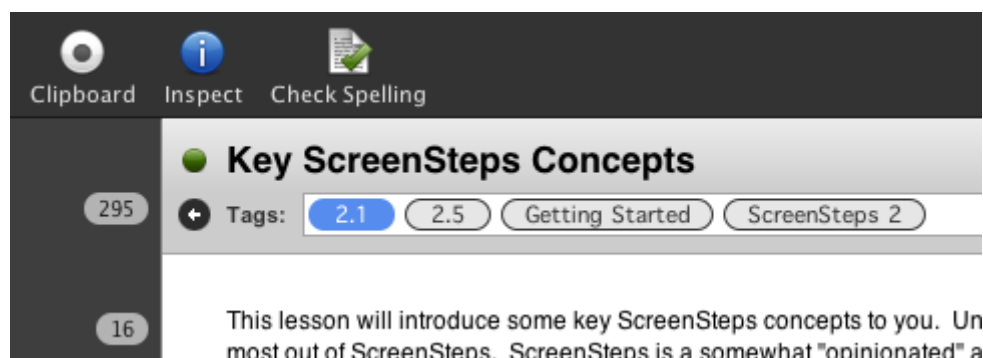 Clipboard Inspect Check Spelling
Key ScreenSteps Concepts
295 Tags: 2.1 2.5 Getting Started ScreenSteps 2
16 This lesson will introduce some key ScreenSteps concepts to you. Un
most out of ScreenSteps. ScreenSteps is a somewhat "opinionated" a